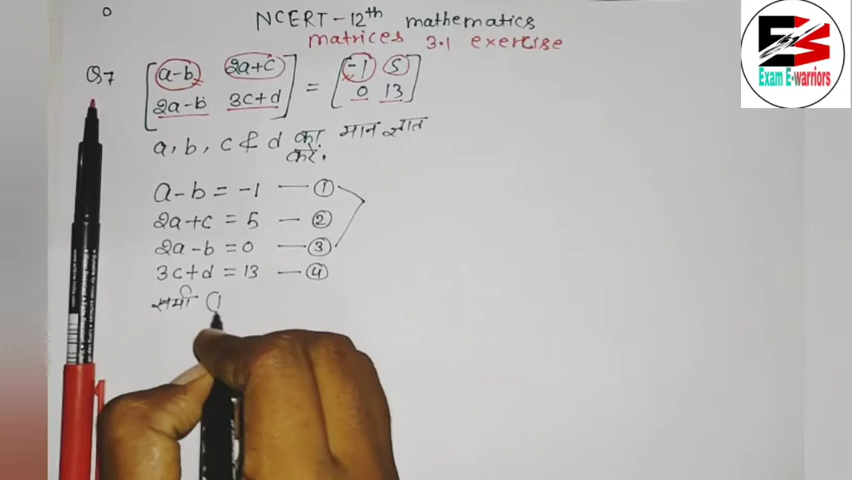 NCERT - 12th mathematics
matrices 3.1 exercise
Q7 [a-b 2a+c = [-1 5
2a-b 3c+d] 0 13]
a, b, c & d का मान ज्ञात
करें.
a-b = -1 — ①
2a+c = 5 — ②
2a-b = 0 — ③
3c+d = 13 — ④
समी (1
Exam E-warriors